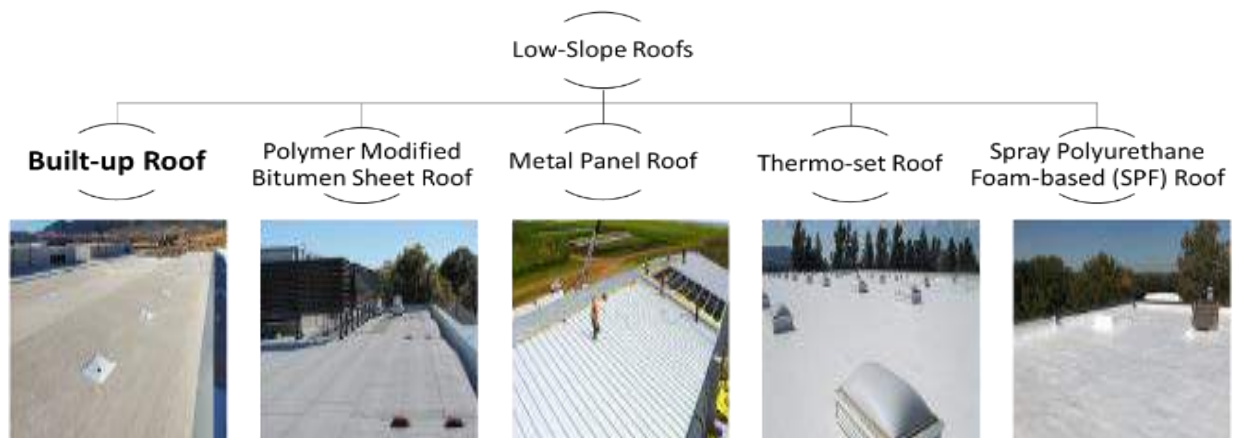 Low-Slope Roofs
Built-up Roof
Polymer Modified
Bitumen Sheet Roof
Metal Panel Roof
Thermo-set Roof
Spray Polyurethane
Foam-based (SPF) Roof